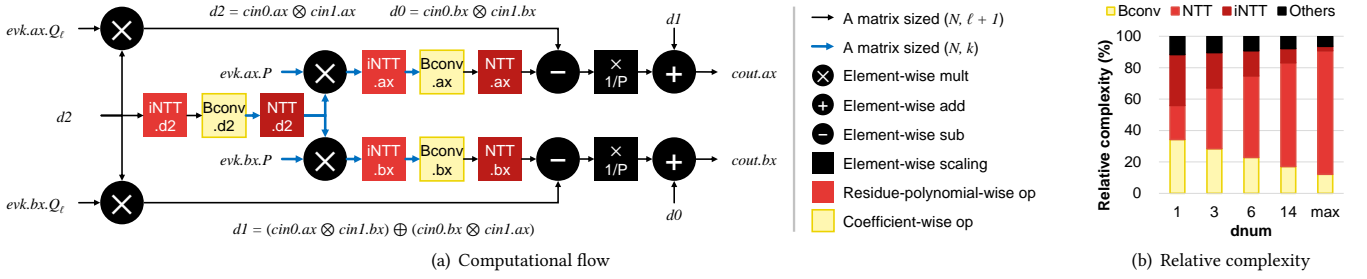 d2 = cin0.ax ⊗ cin1.ax
d0 = cin0.bx ⊗ cin1.bx
evk.ax.Qℓ
d1
evk.ax.P
iNTT .ax
Bconv .ax
NTT .ax
× 1/P
cout.ax
d2
iNTT .d2
Bconv .d2
NTT .d2
evk.bx.P
iNTT .bx
Bconv .bx
NTT .bx
× 1/P
cout.bx
evk.bx.Qℓ
d0
d1 = (cin0.ax ⊗ cin1.bx) ⊕ (cin0.bx ⊗ cin1.ax)
A matrix sized (N, ℓ + 1)
A matrix sized (N, k)
Element-wise mult
Element-wise add
Element-wise sub
Element-wise scaling
Residue-polynomial-wise op
Coefficient-wise op
(a) Computational flow
Bconv NTT iNTT Others
Relative complexity (%)
100
80
60
40
20
0
1 3 6 14 max
dnum
(b) Relative complexity